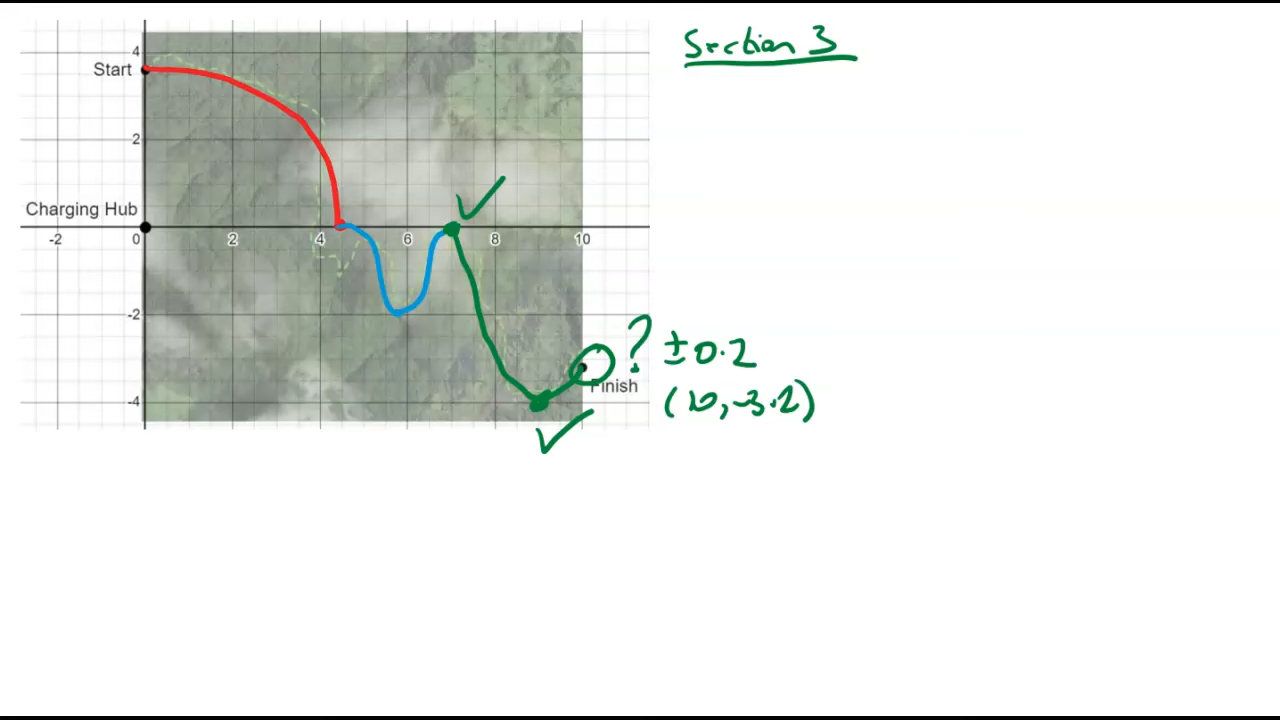 Section 3
4
Start
2
Charging Hub
-2 0 2 4 6 8 10
-2
? ± 0.2
Finish
-4
(10, -3.2)